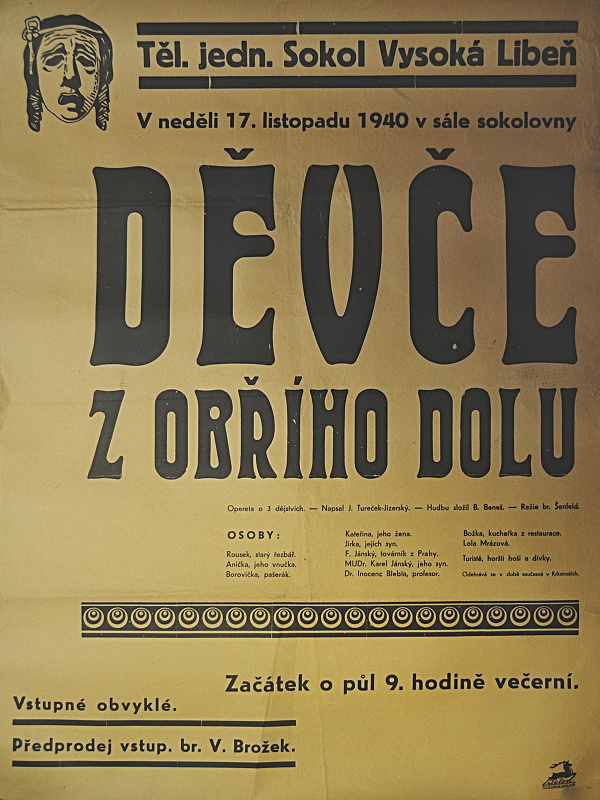 Těl. jedn. Sokol Vysoká Libeň
V neděli 17. listopadu 1940 v sále sokolovny
DĚVČE
Z OBŘÍHO DOLU
Opereta o 3 dějstvích. — Napsal J. Tureček-Jizerský. — Hudbu složil B. Beneš. — Režie br. Šenfeld.
OSOBY:
Rousek, starý řezbář.
Anička, jeho vnučka.
Borovička, pašerák.
Kateřina, jeho žena.
Jirka, jejich syn.
F. Jánský, továrník z Prahy.
MUDr. Karel Jánský, jeho syn.
Dr. Inocenc Blebta, profesor.
Božka, kuchařka z restaurace.
Lola Mrázová.
Turisté, horští hoši a dívky.
Odehrává se v době současné v Krkonoších.
Začátek o půl 9. hodině večerní.
Vstupné obvyklé.
Předprodej vstup. br. V. Brožek.